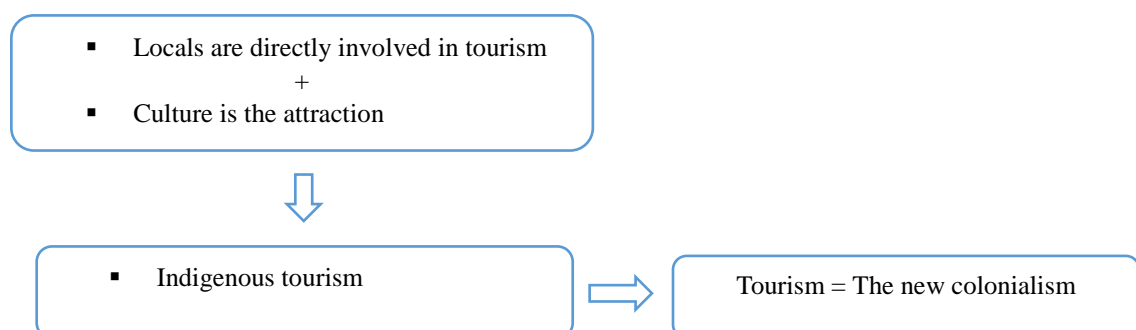 ▪ Locals are directly involved in tourism
+
▪ Culture is the attraction
▪ Indigenous tourism
Tourism = The new colonialism